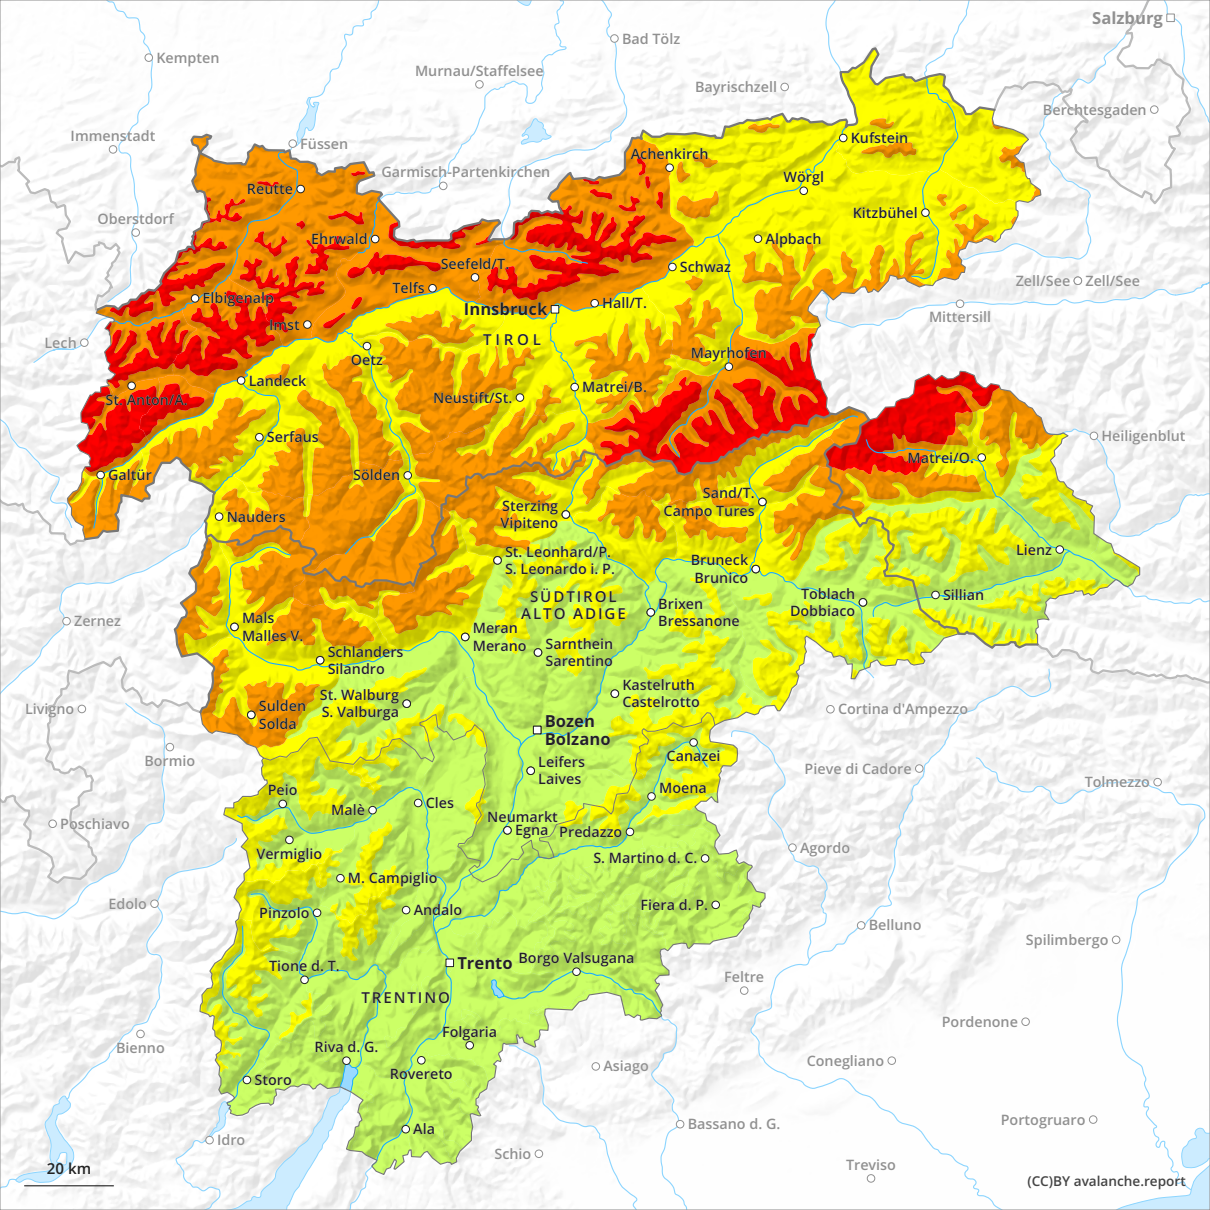 Salzburg
Bad Tölz
Kempten
Murnau/Staffelsee
Bayrischzell
Berchtesgaden
Immenstadt
Füssen
Kufstein
Achenkirch
Garmisch-Partenkirchen
Reutte
Wörgl
Oberstdorf
Kitzbühel
Ehrwald
Alpbach
Seefeld/T.
Schwaz
Zell/See
Zell/See
Telfs
Elbigenalp
Innsbruck
Hall/T.
Mittersill
Imst
TIROL
Lech
Oetz
Mayrhofen
Landeck
Matrei/B.
St. Anton/A.
Neustift/St.
Serfaus
Heiligenblut
Matrei/O.
Galtür
Sölden
Sand/T.
Campo Tures
Sterzing
Vipiteno
Nauders
St. Leonhard/P.
S. Leonardo i. P.
Lienz
Bruneck
Brunico
SÜDTIROL
ALTO ADIGE
Toblach
Dobbiaco
Sillian
Brixen
Bressanone
Zernez
Mals
Malles V.
Meran
Merano
Sarnthein
Sarentino
Schlanders
Silandro
Kastelruth
Castelrotto
St. Walburg
S. Valburga
Livigno
Sulden
Solda
Cortina d'Ampezzo
Bozen
Bolzano
Bormio
Canazei
Leifers
Laives
Pieve di Cadore
Tolmezzo
Peio
Moena
Malè
Cles
Neumarkt
Egna
Poschiavo
Predazzo
Vermiglio
Agordo
S. Martino d. C.
M. Campiglio
Edolo
Pinzolo
Andalo
Fiera d. P.
Belluno
Spilimbergo
Trento
Borgo Valsugana
Tione d. T.
Feltre
TRENTINO
Pordenone
Folgaria
Bienno
Riva d. G.
Conegliano
Asiago
Rovereto
Storo
Portogruaro
Bassano d. G.
Ala
Idro
Schio
Treviso
20 km
(CC)BY avalanche.report